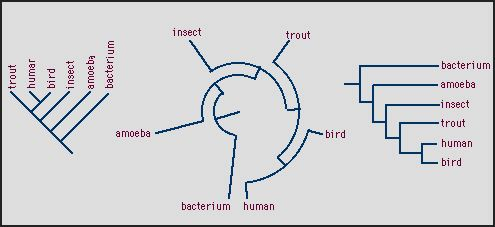 trout
human
bird
insect
amoeba
bacterium
insect
trout
amoeba
bird
bacterium
human
bacterium
amoeba
insect
trout
human
bird